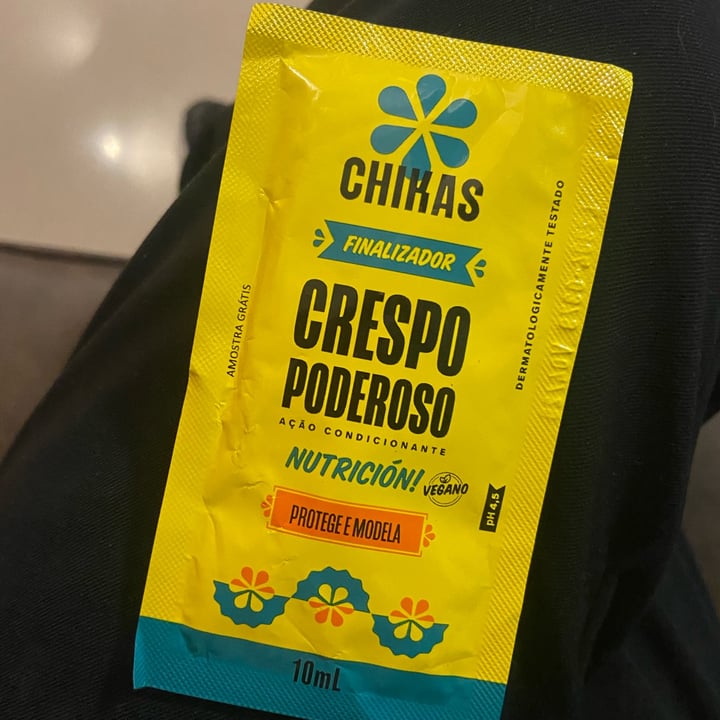 CHIKAS
FINALIZADOR
CRESPO
PODEROSO
AÇÃO CONDICIONANTE
NUTRICIÓN!
VEGANO
PROTEGE E MODELA
10mL
AMOSTRA GRÁTIS
DERMATOLOGICAMENTE TESTADO
pH 4,5